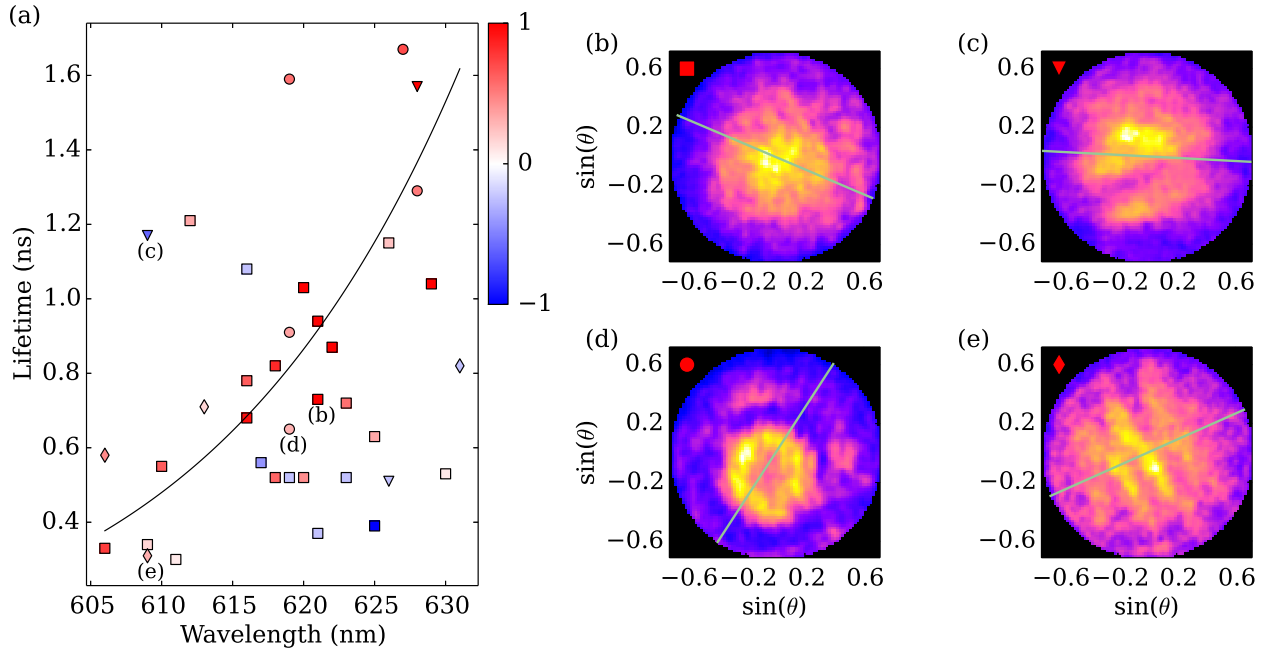 (a)
1.6
1.4
1.2
1.0
0.8
0.6
0.4
Lifetime (ns)
605 610 615 620 625 630
Wavelength (nm)
1
0
−1
(c)
(b)
(d)
(e)
(b)
0.6
0.2
−0.2
−0.6
sin(θ)
−0.6 −0.2 0.2 0.6
(c)
0.6
0.2
−0.2
−0.6
−0.6 −0.2 0.2 0.6
(d)
0.6
0.2
−0.2
−0.6
sin(θ)
−0.6 −0.2 0.2 0.6
sin(θ)
(e)
0.6
0.2
−0.2
−0.6
−0.6 −0.2 0.2 0.6
sin(θ)